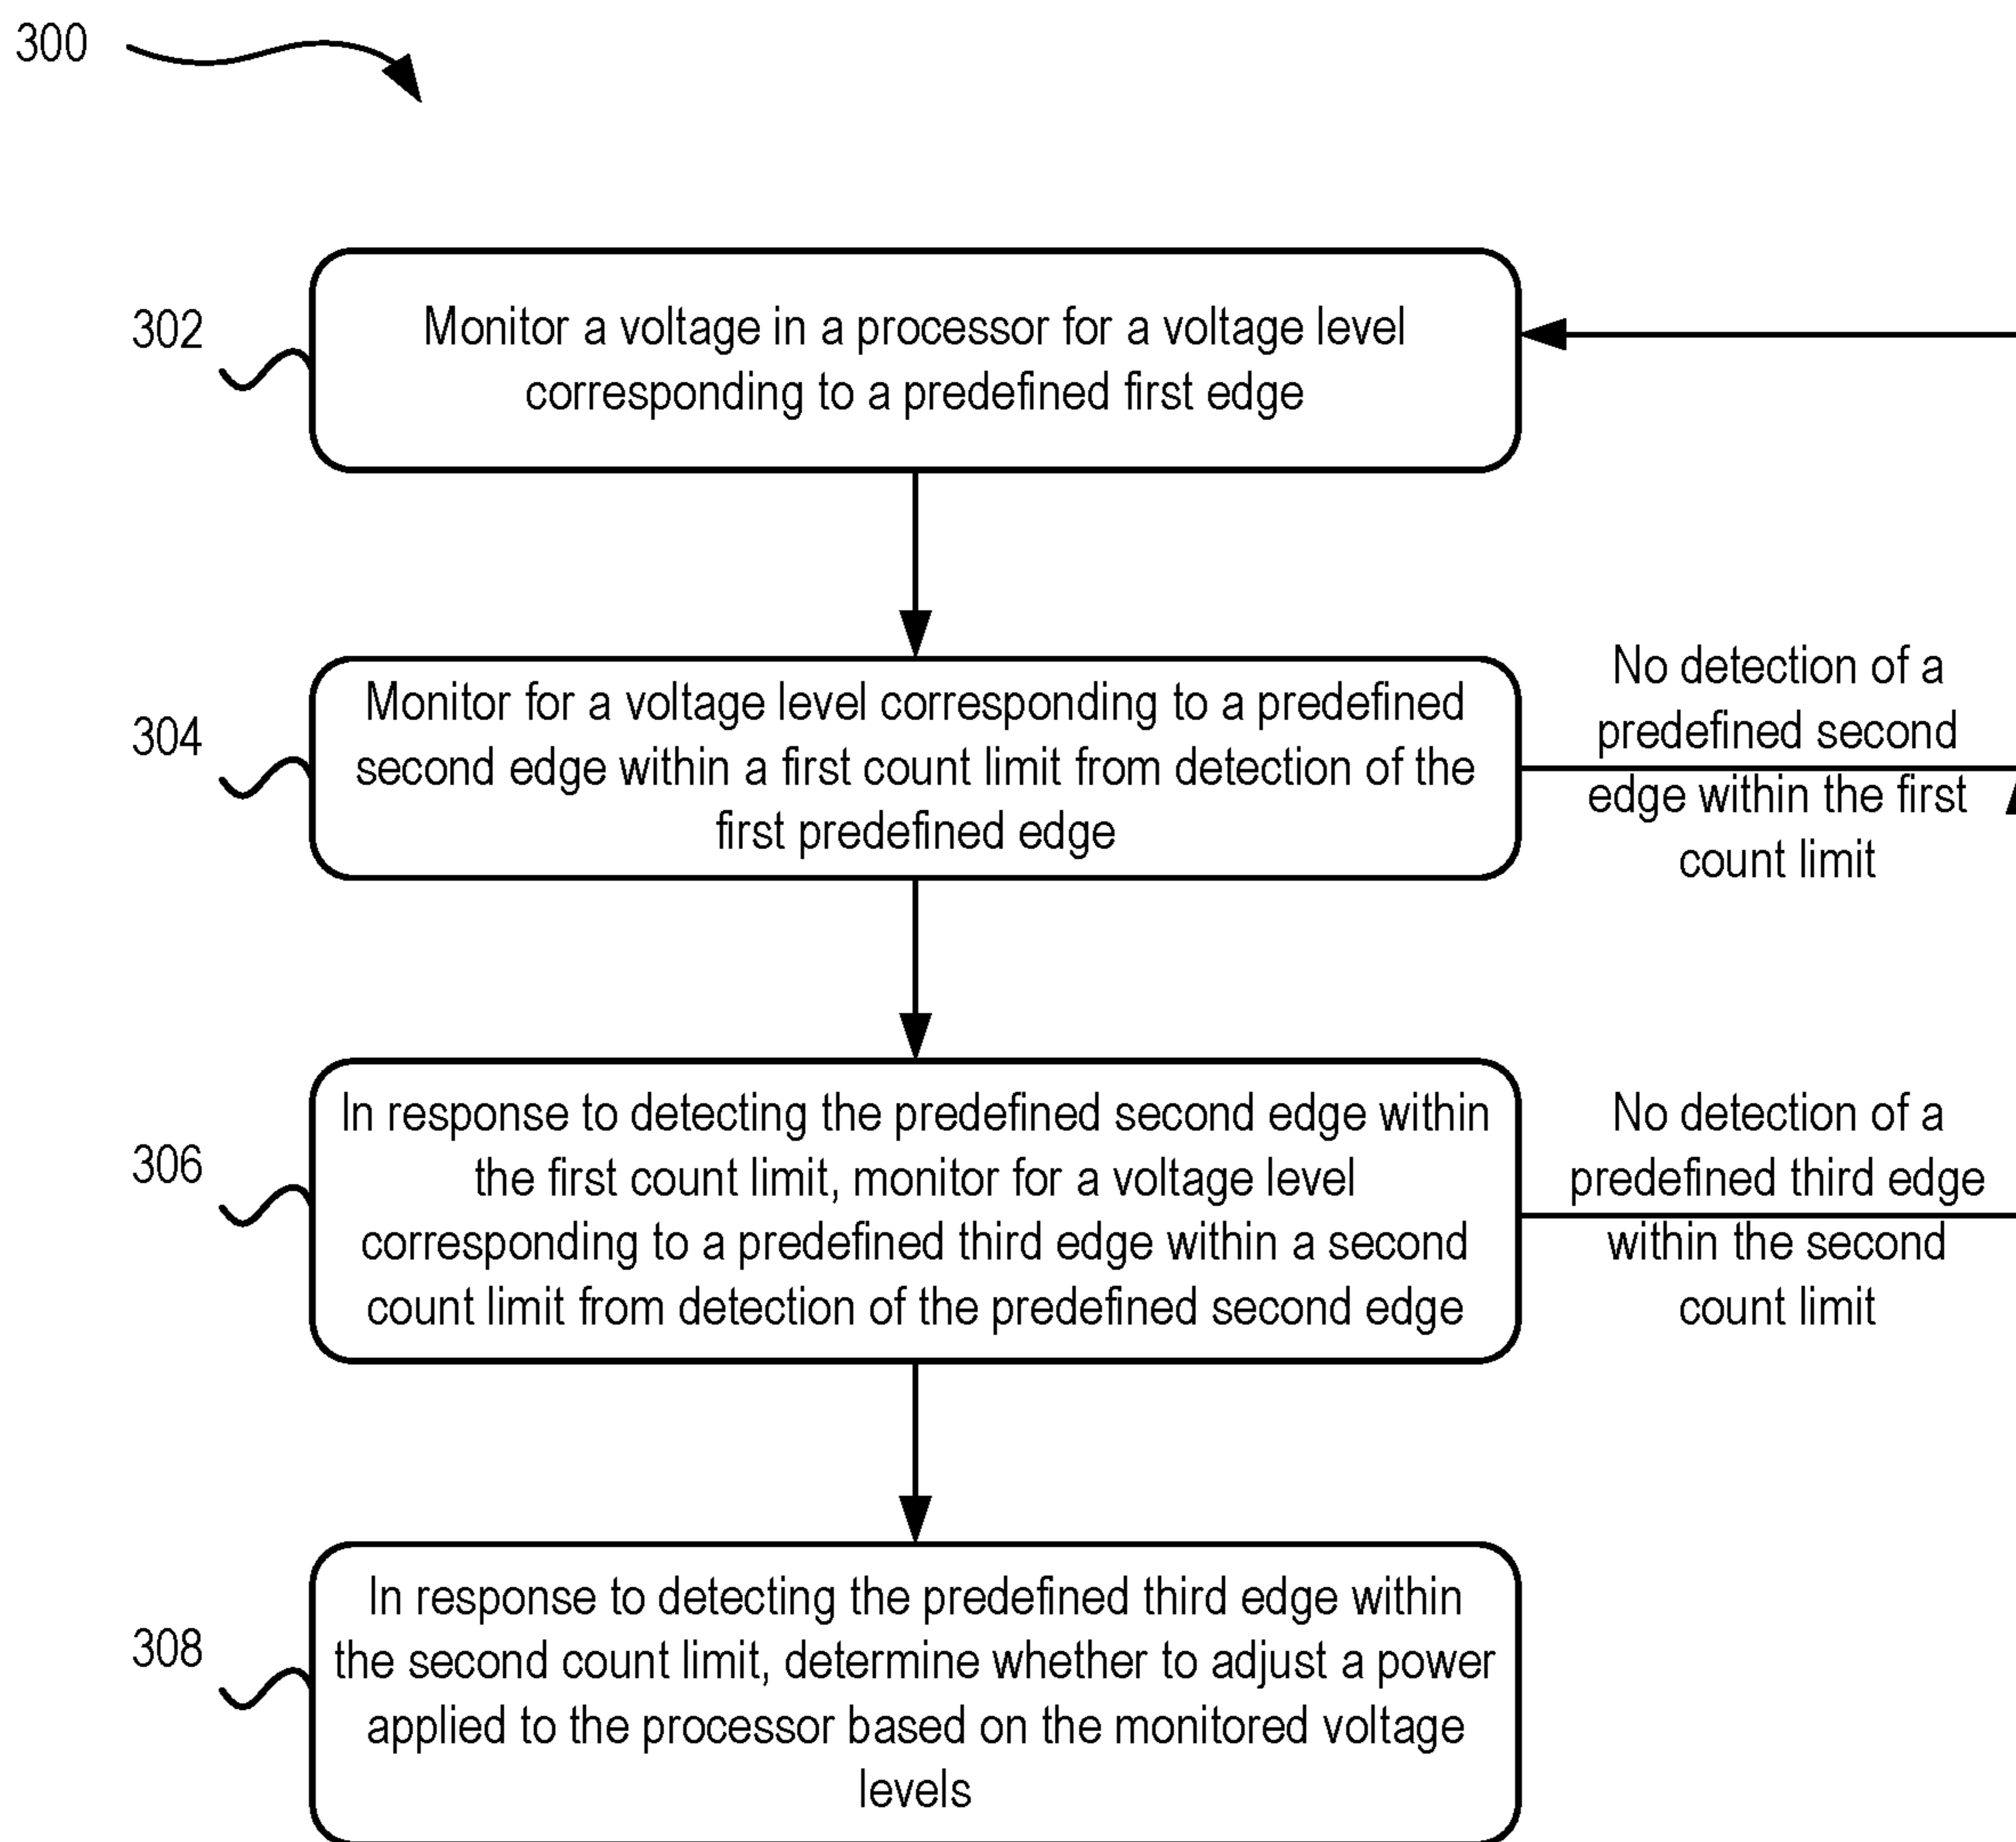 300
302
Monitor a voltage in a processor for a voltage level
corresponding to a predefined first edge
304
Monitor for a voltage level corresponding to a predefined
second edge within a first count limit from detection of the
first predefined edge
No detection of a
predefined second
edge within the first
count limit
306
In response to detecting the predefined second edge within
the first count limit, monitor for a voltage level
corresponding to a predefined third edge within a second
count limit from detection of the predefined second edge
No detection of a
predefined third edge
within the second
count limit
308
In response to detecting the predefined third edge within
the second count limit, determine whether to adjust a power
applied to the processor based on the monitored voltage
levels